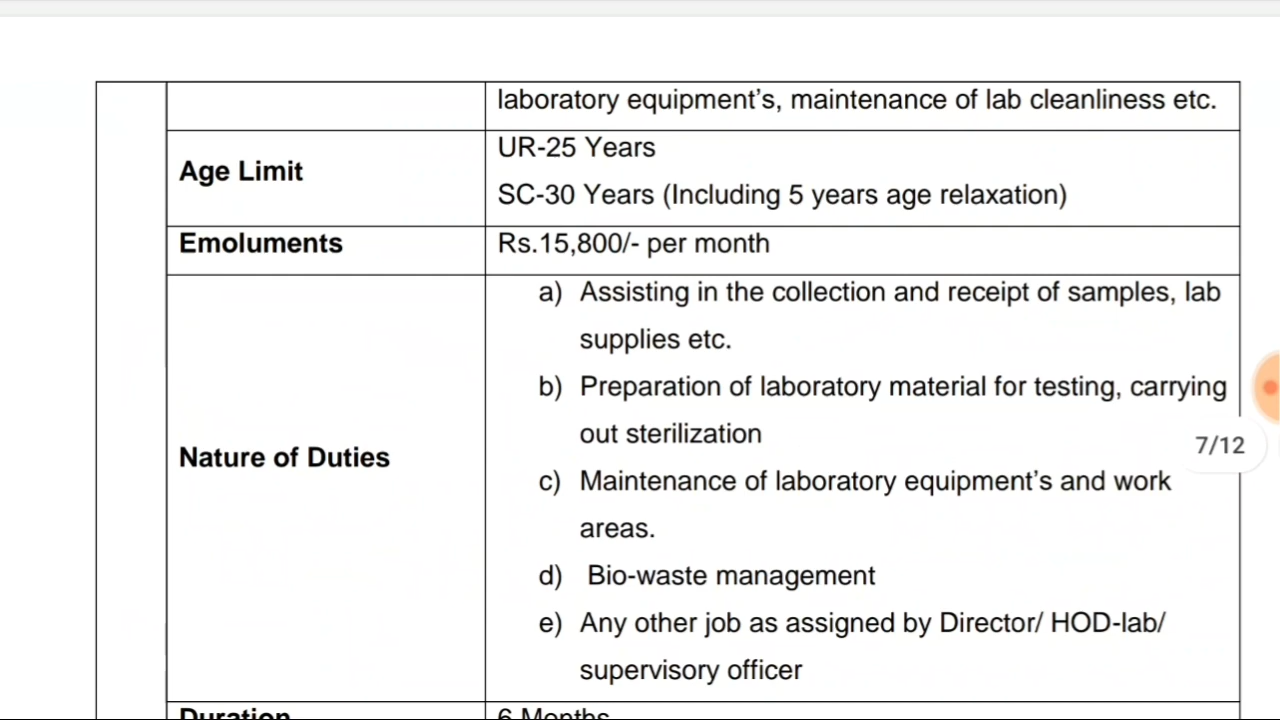 laboratory equipment's, maintenance of lab cleanliness etc.
Age Limit
UR-25 Years
SC-30 Years (Including 5 years age relaxation)
Emoluments
Rs.15,800/- per month
Nature of Duties
a) Assisting in the collection and receipt of samples, lab
supplies etc.
b) Preparation of laboratory material for testing, carrying
out sterilization
c) Maintenance of laboratory equipment's and work
areas.
d) Bio-waste management
e) Any other job as assigned by Director/ HOD-lab/
supervisory officer
7/12
Duration
6 Months